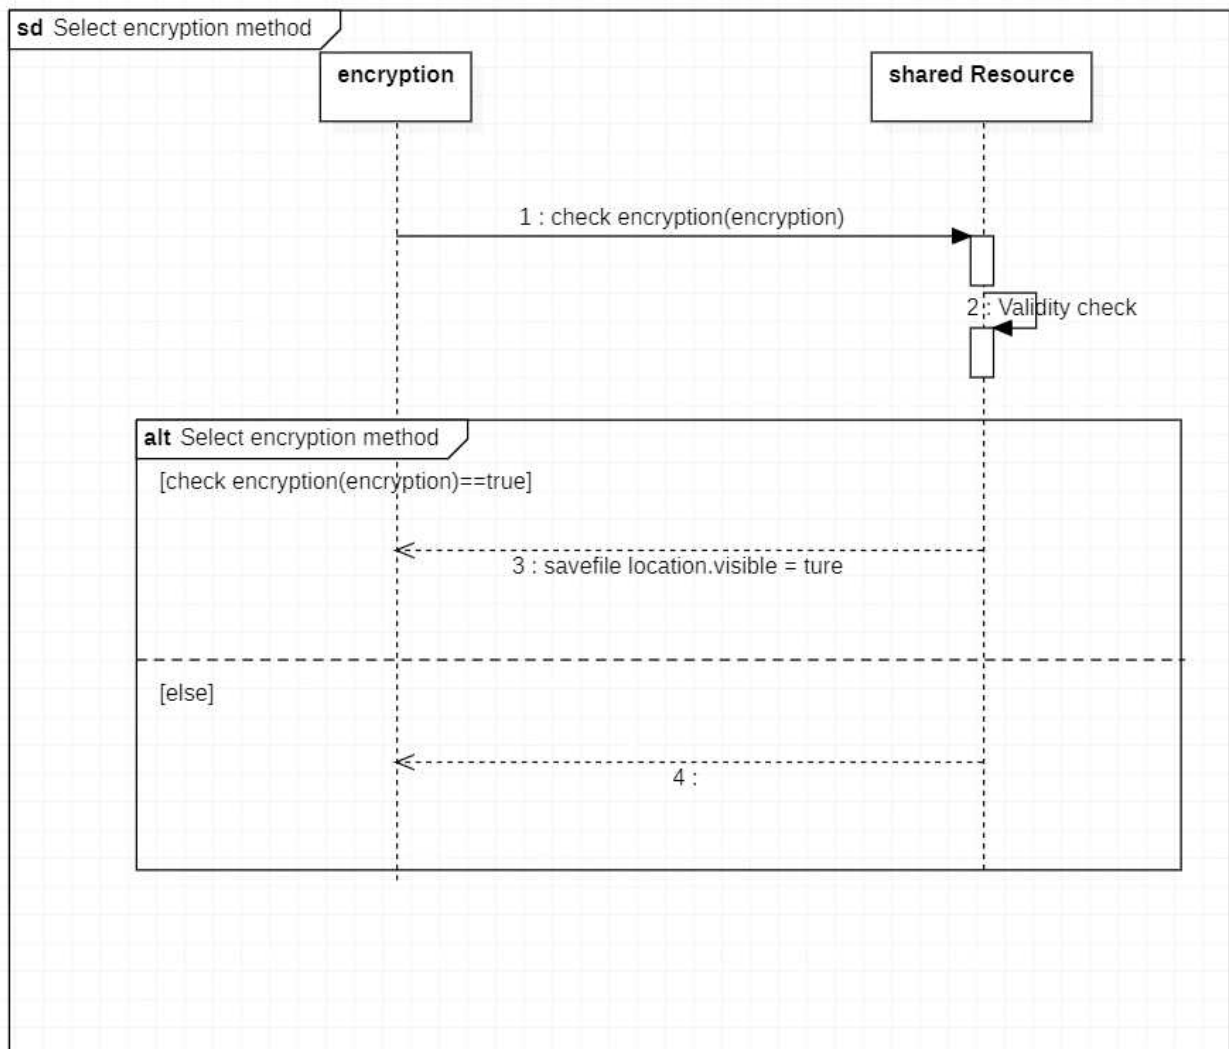 sd Select encryption method
encryption
shared Resource
1 : check encryption(encryption)
2 : Validity check
alt Select encryption method
[check encryption(encryption)==true]
3 : savefile location.visible = ture
[else]
4 :